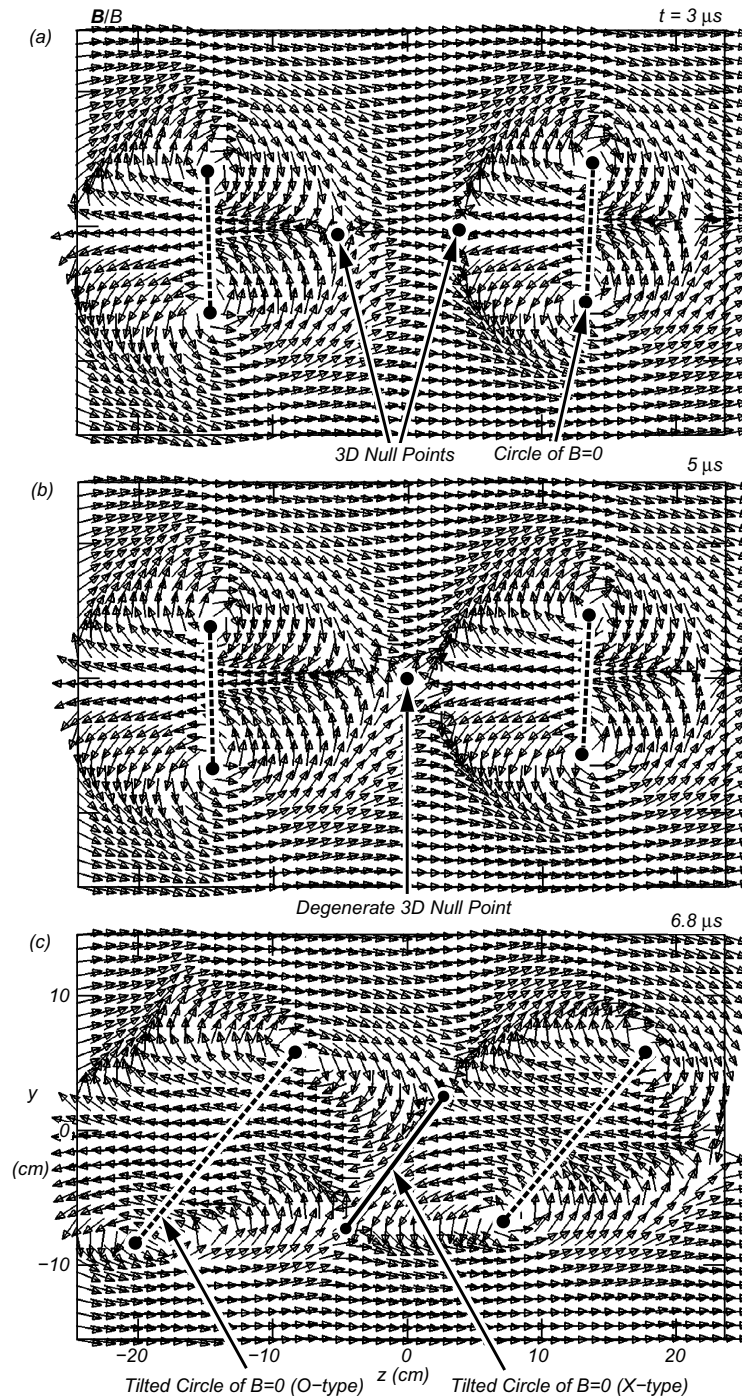 B/B
t = 3 μs
(a)
3D Null Points
Circle of B=0
5 μs
(b)
Degenerate 3D Null Point
6.8 μs
(c)
10
y
0
(cm)
−10
−20
−10
0
10
20
z (cm)
Tilted Circle of B=0 (O−type)
Tilted Circle of B=0 (X−type)